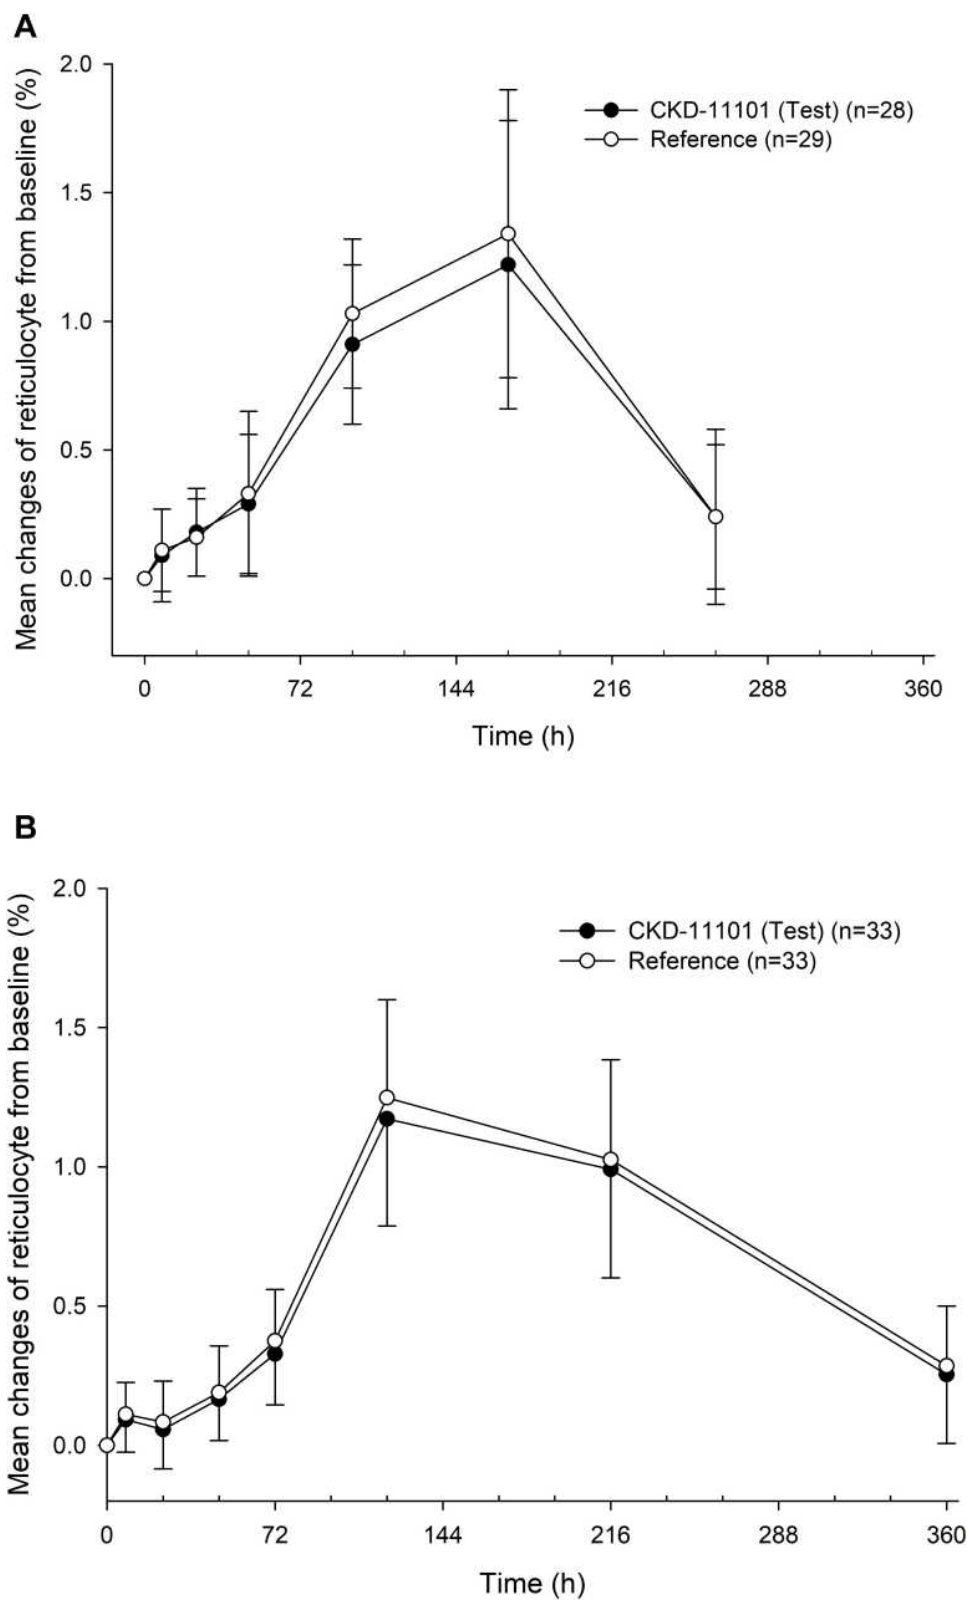 A
Mean changes of reticulocyte from baseline (%)
2.0
1.5
1.0
0.5
0.0
CKD-11101 (Test) (n=28)
Reference (n=29)
0 72 144 216 288 360
Time (h)
B
Mean changes of reticulocyte from baseline (%)
2.0
1.5
1.0
0.5
0.0
CKD-11101 (Test) (n=33)
Reference (n=33)
0 72 144 216 288 360
Time (h)